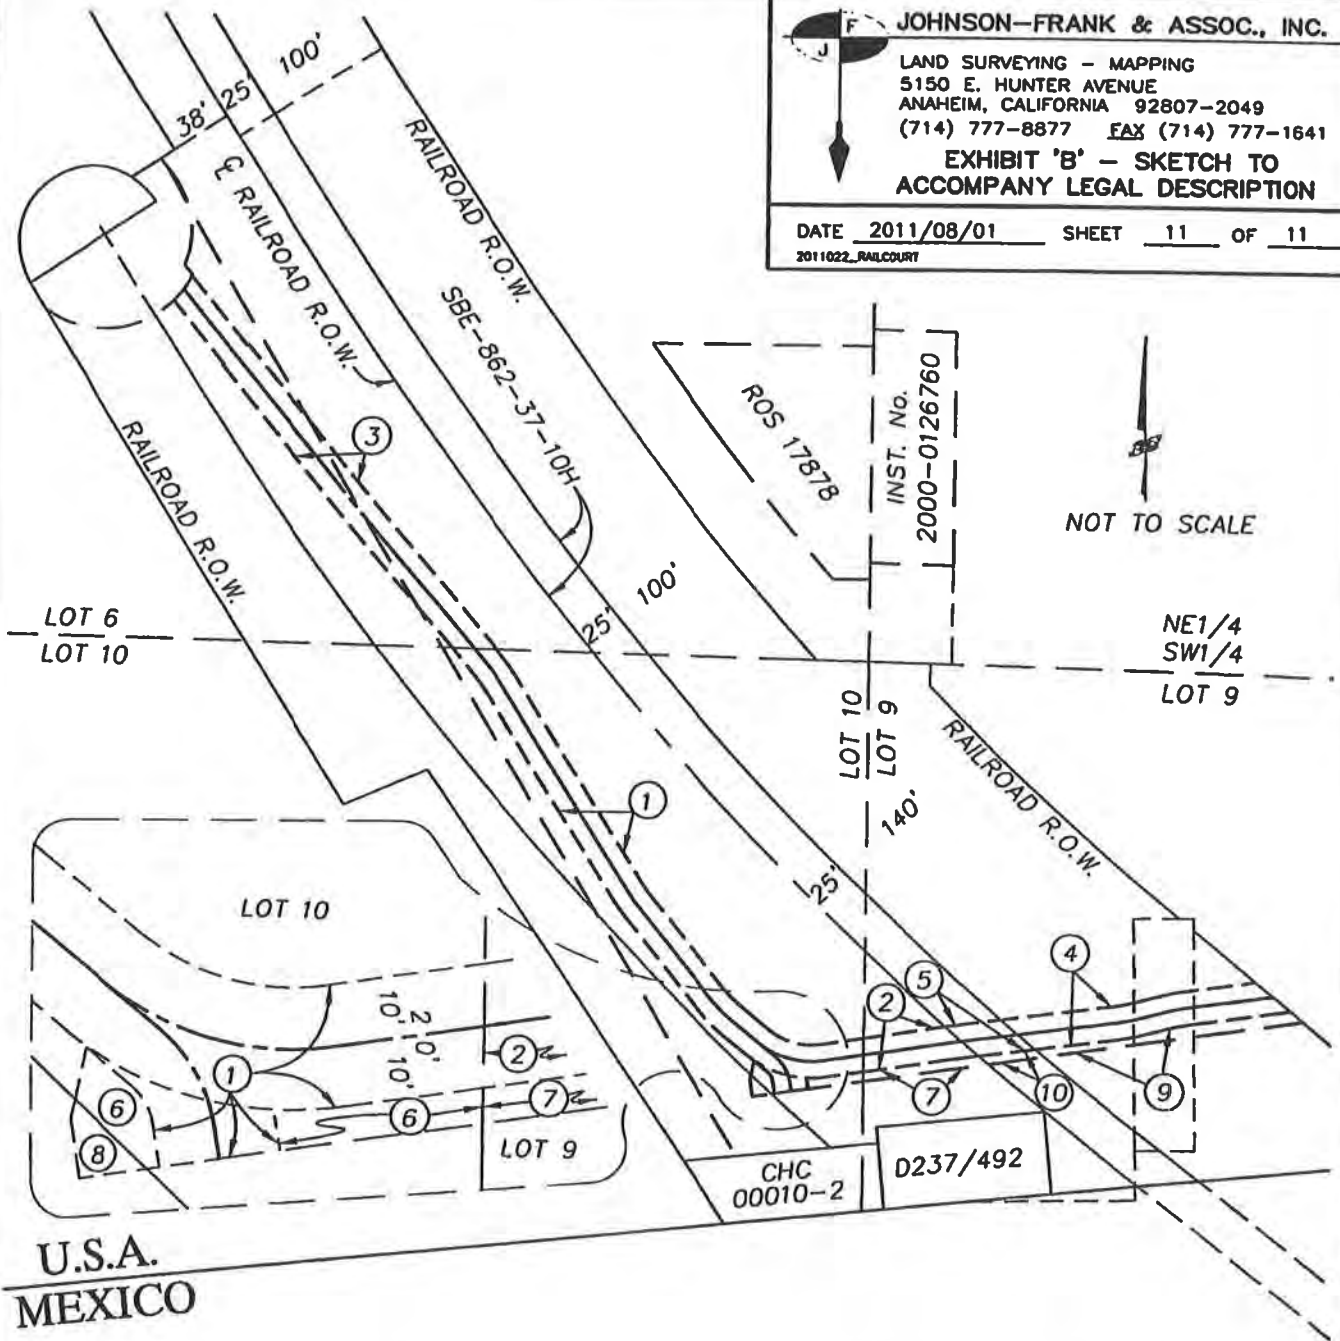 F
J
JOHNSON-FRANK & ASSOC., INC.
LAND SURVEYING - MAPPING
5150 E. HUNTER AVENUE
ANAHEIM, CALIFORNIA 92807-2049
(714) 777-8877 FAX (714) 777-1641
EXHIBIT 'B' - SKETCH TO
ACCOMPANY LEGAL DESCRIPTION
DATE 2011/08/01 SHEET 11 OF 11
2011022_RAILCOURT
38' 25' 100'
℄ RAILROAD R.O.W.
RAILROAD R.O.W.
SBE-862-37-10H
RAILROAD R.O.W.
3
ROS 17878
INST. No.
2000-0126760
NOT TO SCALE
25' 100'
LOT 6
LOT 10
NE1/4
SW1/4
LOT 9
LOT 10
LOT 9
RAILROAD R.O.W.
140'
25'
1
LOT 10
10'
20'
10'
1
2
6
7
6
8
LOT 9
2
5
4
7
10
9
CHC
00010-2
D237/492
U.S.A.
MEXICO